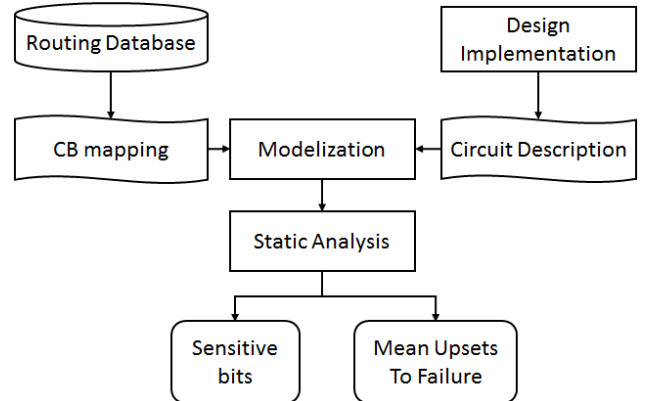 Routing Database
Design
Implementation
CB mapping
Modelization
Circuit Description
Static Analysis
Sensitive
bits
Mean Upsets
To Failure